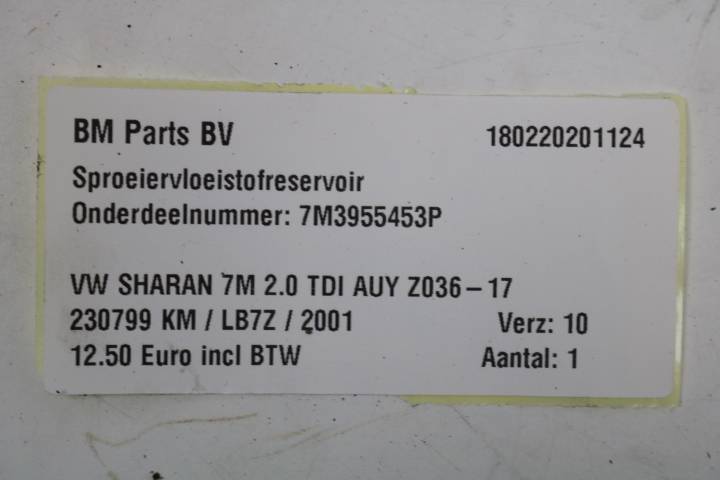 BM Parts BV 180220201124
Sproeiervloeistofreservoir
Onderdeelnummer: 7M3955453P
VW SHARAN 7M 2.0 TDI AUY Z036-17
230799 KM / LB7Z / 2001 Verz: 10
12.50 Euro incl BTW Aantal: 1